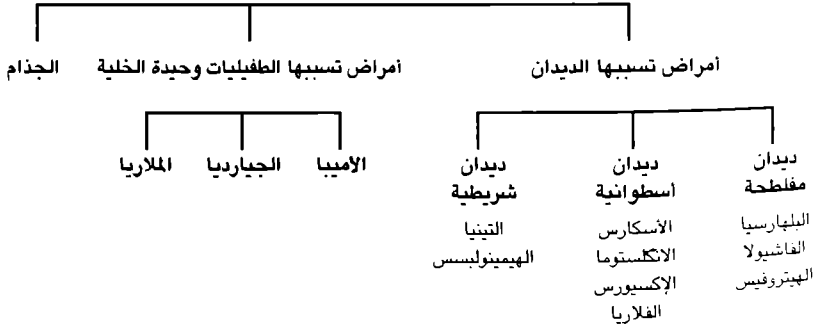 أمراض تسببها الديدان
أمراض تسببها الطفيليات وحيدة الخلية
الجذام
ديدان
مفلطحة
البلهارسيا
الفاشيولا
الهيتروفيس
ديدان
أسطوانية
الأسكارس
الانكلستوما
الإكسيورس
الفلاريا
ديدان
شريطية
التينيا
الهيمينولبسس
الأميبا
الجيارديا
الملاريا